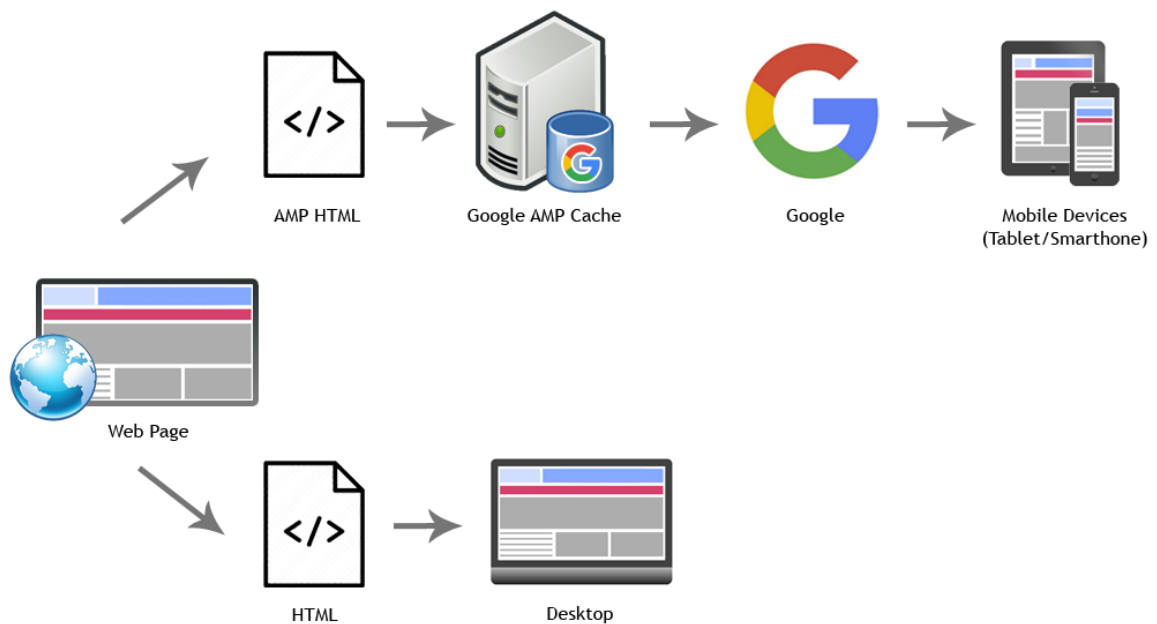 </>
AMP HTML
Google AMP Cache
Google
Mobile Devices
(Tablet/Smarthone)
Web Page
</>
HTML
Desktop